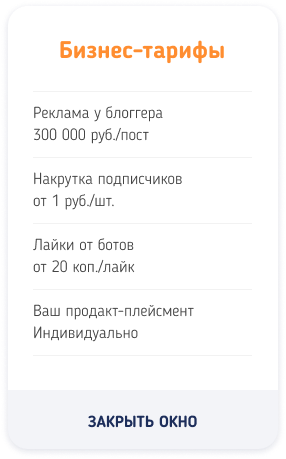 Бизнес-тарифы
Реклама у блоггера
300 000 руб./пост
Накрутка подписчиков
от 1 руб./шт.
Лайки от ботов
от 20 коп./лайк
Ваш продакт-плейсмент
Индивидуально
ЗАКРЫТЬ ОКНО